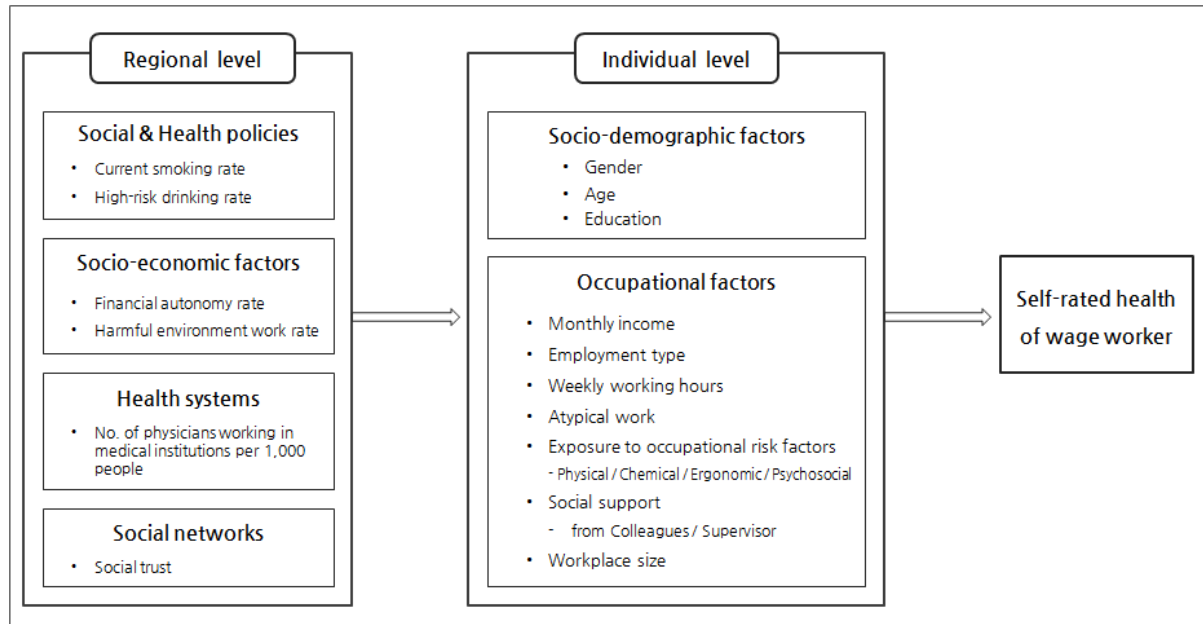 Regional level
Social & Health policies
• Current smoking rate
• High-risk drinking rate
Socio-economic factors
• Financial autonomy rate
• Harmful environment work rate
Health systems
• No. of physicians working in
medical institutions per 1,000
people
Social networks
• Social trust
Individual level
Socio-demographic factors
• Gender
• Age
• Education
Occupational factors
• Monthly income
• Employment type
• Weekly working hours
• Atypical work
• Exposure to occupational risk factors
- Physical / Chemical / Ergonomic / Psychosocial
• Social support
- from Colleagues / Supervisor
• Workplace size
Self-rated health
of wage worker